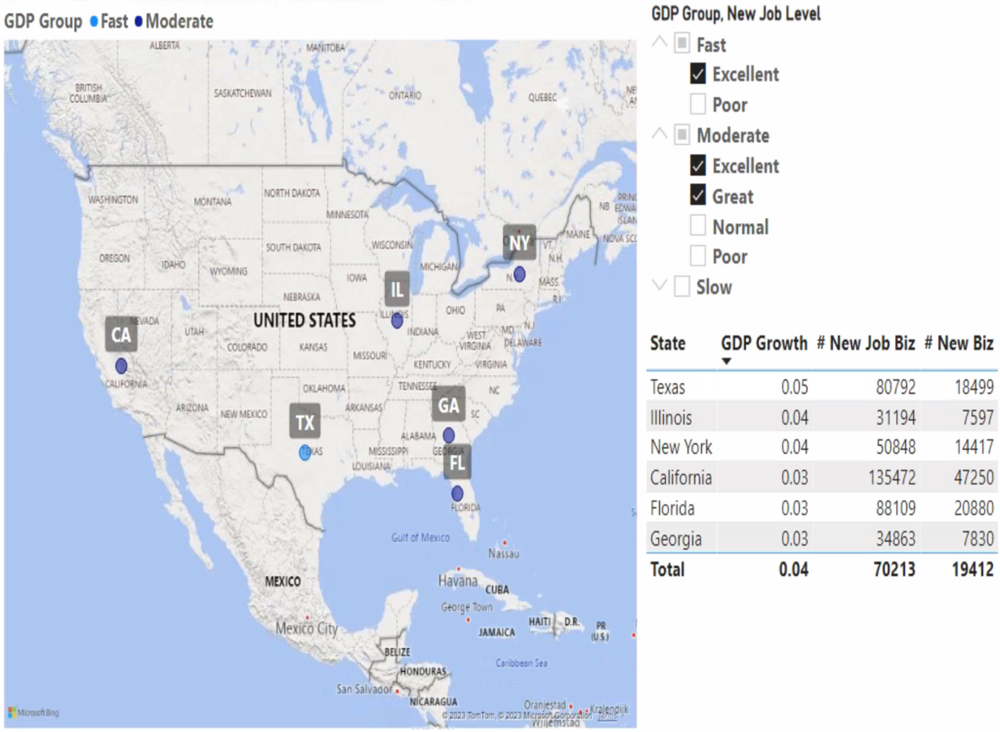 GDP Group Fast Moderate
ALBERTA
MANITOBA
BRITISH
COLUMBIA
SASKATCHEWAN
ONTARIO
QUEBEC
WASHINGTON
MONTANA
NORTH DAKOTA
MINNESOTA
NB
OREGON
IDAHO
WYOMING
SOUTH DAKOTA
WISCONSIN
MICHIGAN
NY
VT.
N.H.
MAINE
NOVA SC
IOWA
NEBRASKA
IL
ILLINOIS
MASS.
R.I.
OHIO
PA
UNITED STATES
CA
NEVADA
UTAH
COLORADO
KANSAS
MISSOURI
INDIANA
WEST
VIRGINIA
MD
N.J.
DELAWARE
KENTUCKY
VIRGINIA
CALIFORNIA
ARIZONA
NEW MEXICO
OKLAHOMA
ARKANSAS
TENNESSEE
NC
SC
TX
TEXAS
GA
ALABAMA
MISSISSIPPI
GEORGIA
LOUISIANA
FL
FLORIDA
Gulf of Mexico
Nassau
MEXICO
Havana
CUBA
George Town
Mexico City
JAMAICA
HAITI
D.R.
PR
(U.S.)
BELIZE
HONDURAS
Caribbean Sea
San Salvador
NICARAGUA
Oranjestad
Kralendijk
Willemstad
Microsoft Bing
© 2023 TomTom, © 2023 Microsoft Corporation Terms
GDP Group, New Job Level
Fast
Excellent
Poor
Moderate
Excellent
Great
Normal
Poor
Slow
State GDP Growth # New Job Biz # New Biz
Texas 0.05 80792 18499
Illinois 0.04 31194 7597
New York 0.04 50848 14417
California 0.03 135472 47250
Florida 0.03 88109 20880
Georgia 0.03 34863 7830
Total 0.04 70213 19412